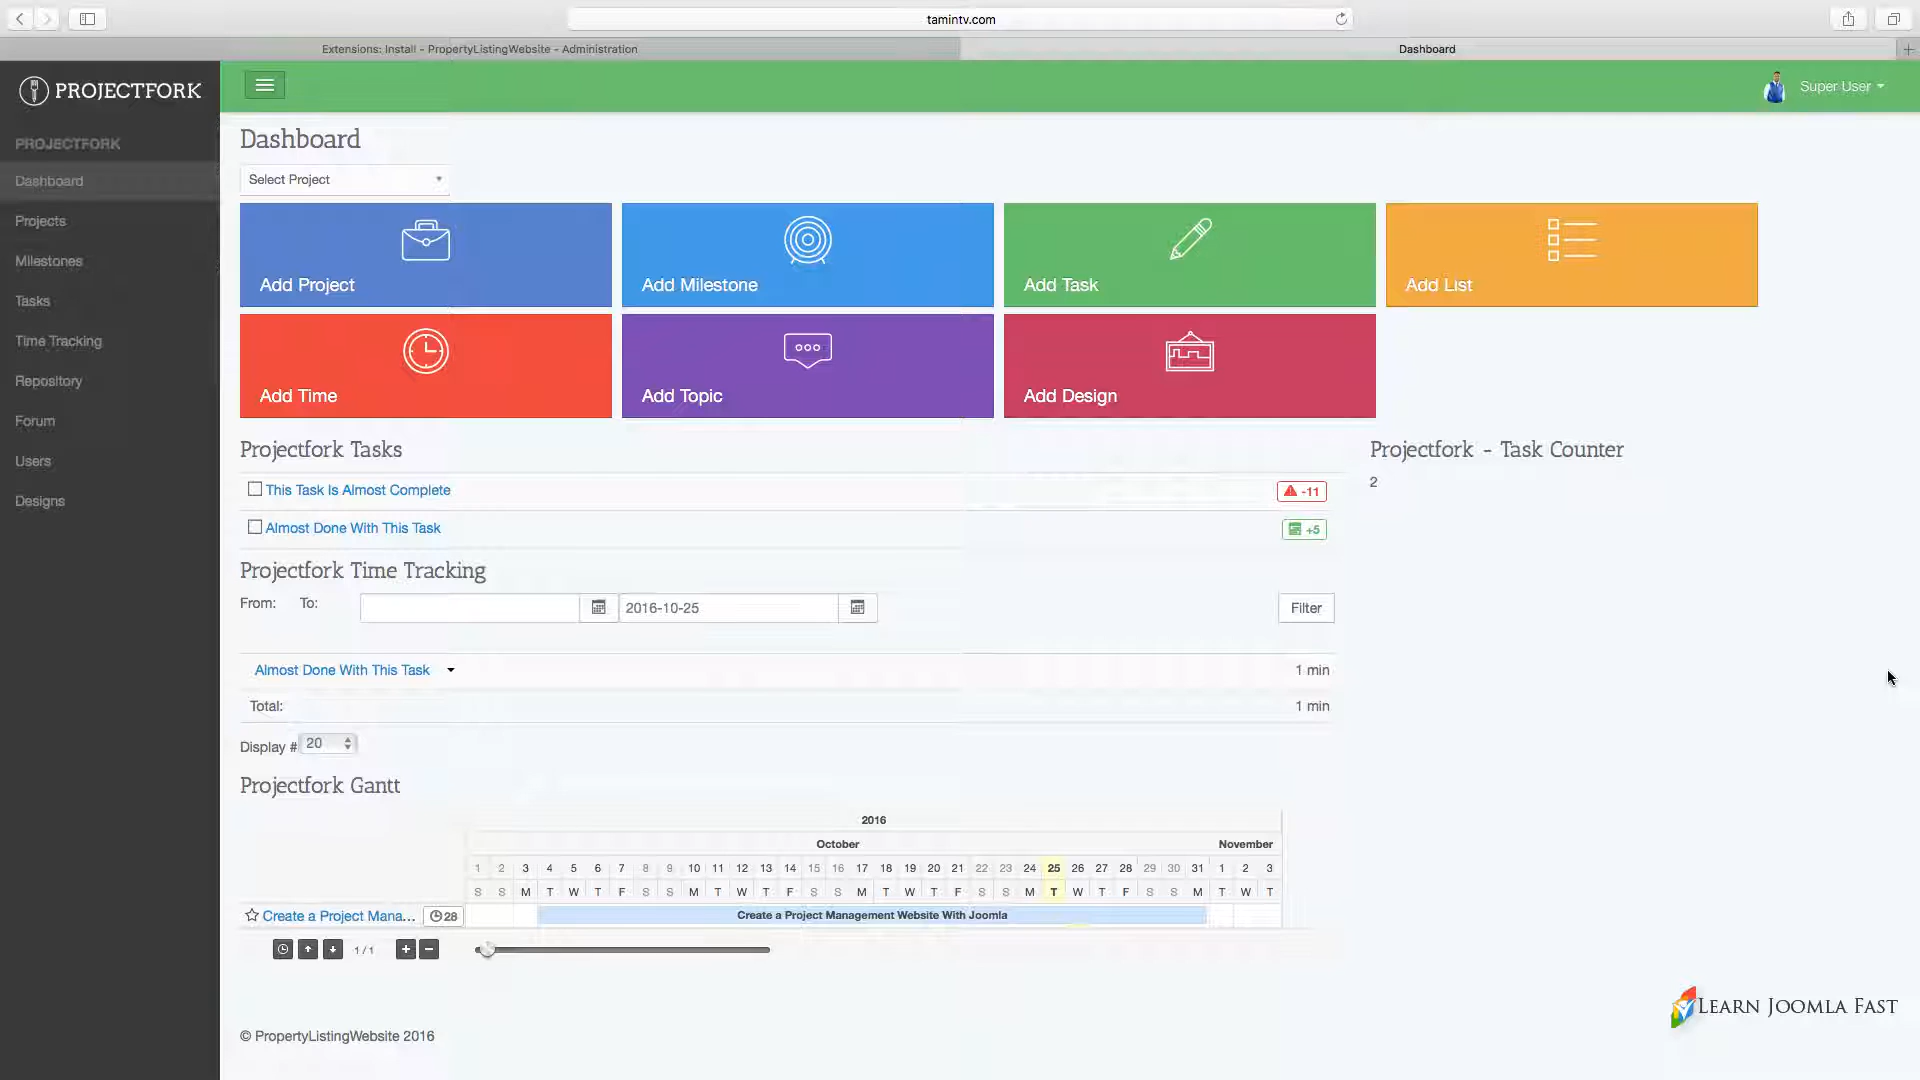 tamintv.com
Extensions: Install - PropertyListingWebsite - Administration
Dashboard
PROJECTFORK
Super User
PROJECTFORK
Dashboard
Projects
Milestones
Tasks
Time Tracking
Repository
Forum
Users
Designs
Dashboard
Select Project
Add Project
Add Milestone
Add Task
Add List
Add Time
Add Topic
Add Design
Projectfork Tasks
This Task Is Almost Complete
-11
Almost Done With This Task
+5
Projectfork - Task Counter
2
Projectfork Time Tracking
From: To:
2016-10-25
Filter
Almost Done With This Task
1 min
Total:
1 min
Display # 20
Projectfork Gantt
2016
October
November
1 2 3 4 5 6 7 8 9 10 11 12 13 14 15 16 17 18 19 20 21 22 23 24 25 26 27 28 29 30 31 1 2 3
S S M T W T F S S M T W T F S S M T W T F S S M T W T F S S M T W T
Create a Project Mana... 28
Create a Project Management Website With Joomla
1 / 1
LEARN JOOMLA FAST
© PropertyListingWebsite 2016